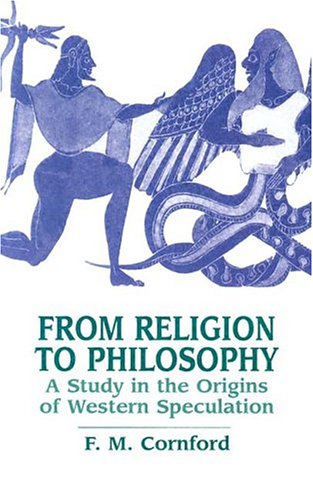 FROM RELIGION
TO PHILOSOPHY
A Study in the Origins
of Western Speculation
F. M. Cornford